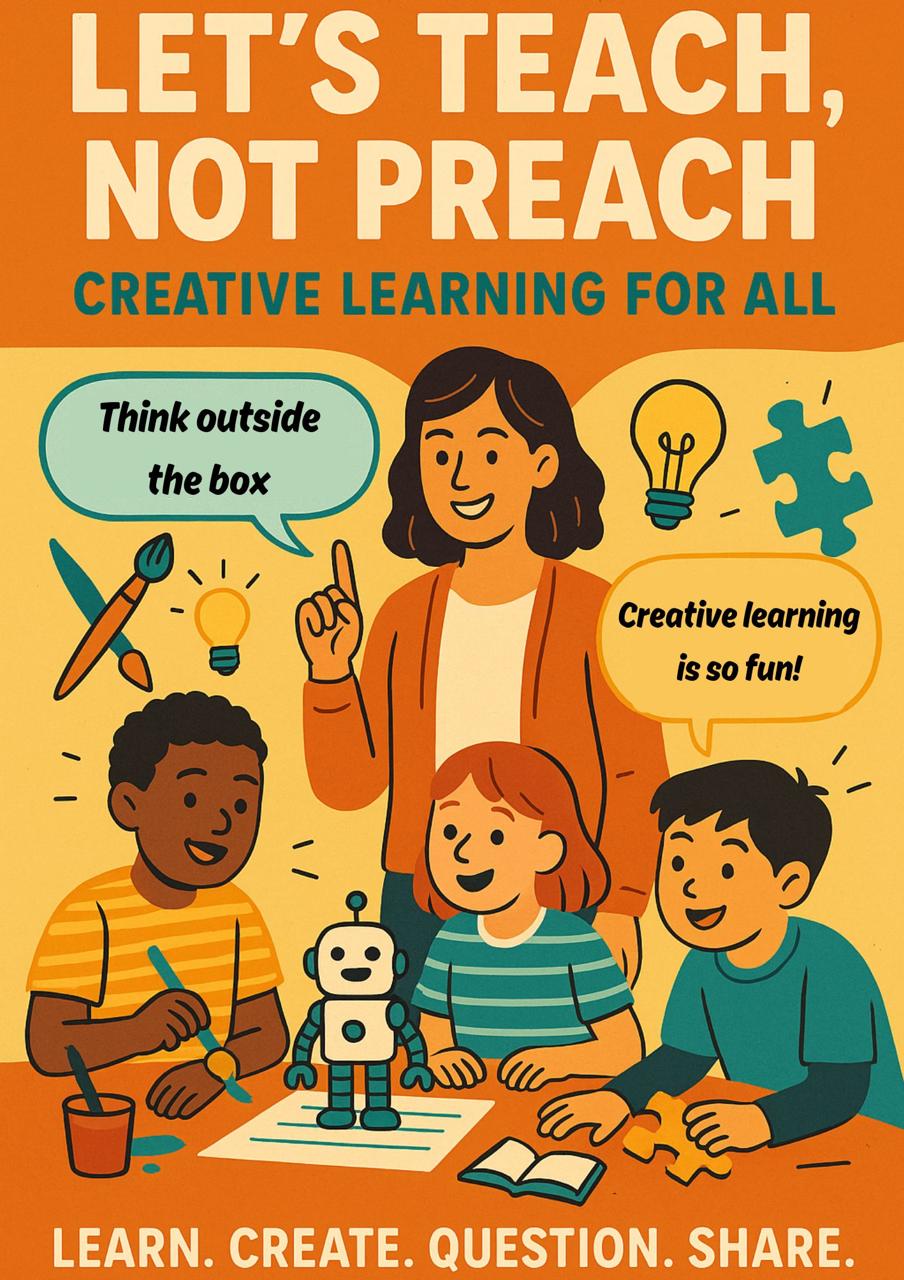 LET'S TEACH,
NOT PREACH
CREATIVE LEARNING FOR ALL
Think outside
the box
Creative learning
is so fun!
LEARN. CREATE. QUESTION. SHARE.